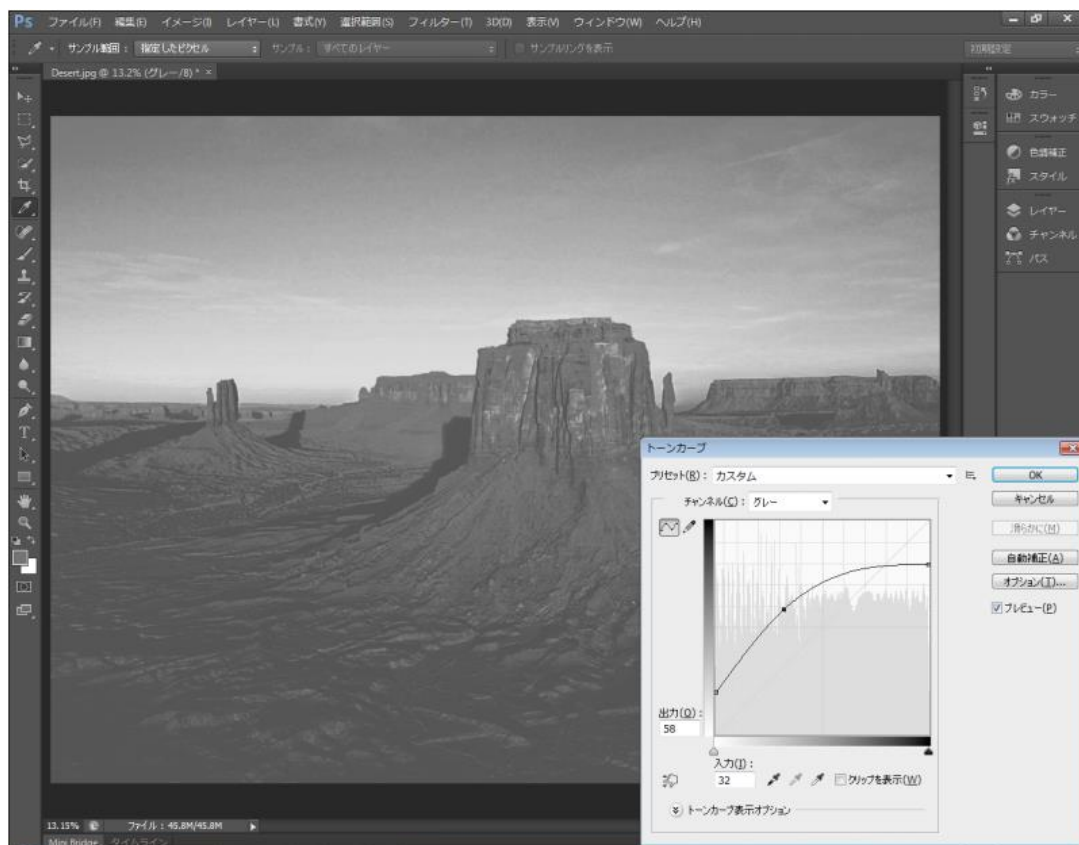 Ps ファイル(F) 編集(E) イメージ(I) レイヤー(L) 書式(Y) 選択範囲(S) フィルター(T) 3D(D) 表示(V) ウィンドウ(W) ヘルプ(H)
サンプル範囲： 指定したピクセル サンプル： すべてのレイヤー サンプルリングを表示 初期設定
Desert.jpg @ 13.2% (グレー/8) * ×
カラー
スウォッチ
色調補正
スタイル
レイヤー
チャンネル
パス
トーンカーブ
プリセット(R)： カスタム OK
チャンネル(C)： グレー キャンセル
滑らかに(M)
自動補正(A)
オプション(T)...
プレビュー(P)
出力(O)：
58
入力(I)：
32 クリップを表示(W)
トーンカーブ表示オプション
13.15% ファイル : 45.8M/45.8M
Mini Bridge タイムライン